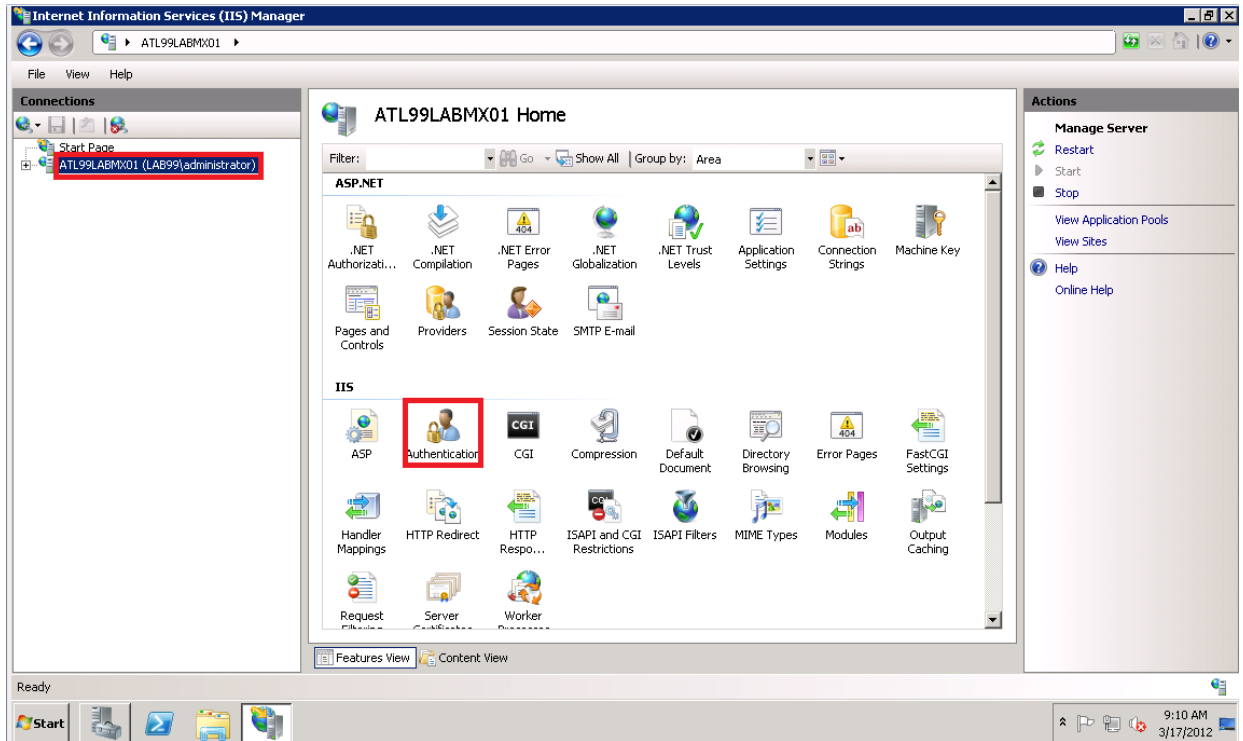 Internet Information Services (IIS) Manager
ATL99LABMX01
File View Help
Connections
Start Page
ATL99LABMX01 (LAB99\administrator)
ATL99LABMX01 Home
Filter: Go Show All Group by: Area
ASP.NET
.NET Authorizati...
.NET Compilation
.NET Error Pages
.NET Globalization
.NET Trust Levels
Application Settings
Connection Strings
Machine Key
Pages and Controls
Providers
Session State
SMTP E-mail
IIS
ASP
Authentication
CGI
Compression
Default Document
Directory Browsing
Error Pages
FastCGI Settings
Handler Mappings
HTTP Redirect
HTTP Respo...
ISAPI and CGI Restrictions
ISAPI Filters
MIME Types
Modules
Output Caching
Request Filtering
Server Certificates
Worker Processes
Features View
Content View
Actions
Manage Server
Restart
Start
Stop
View Application Pools
View Sites
Help
Online Help
Ready
Start
9:10 AM
3/17/2012